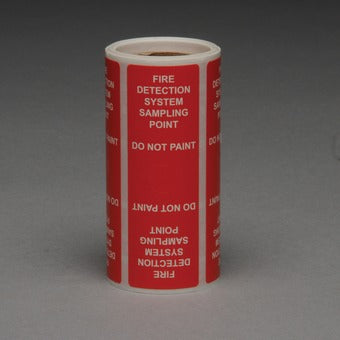 FIRE
DETECTION
SYSTEM
SAMPLING
POINT
DO NOT PAINT
DO NOT PAINT
POINT
SAMPLING
SYSTEM
DETECTION
FIRE